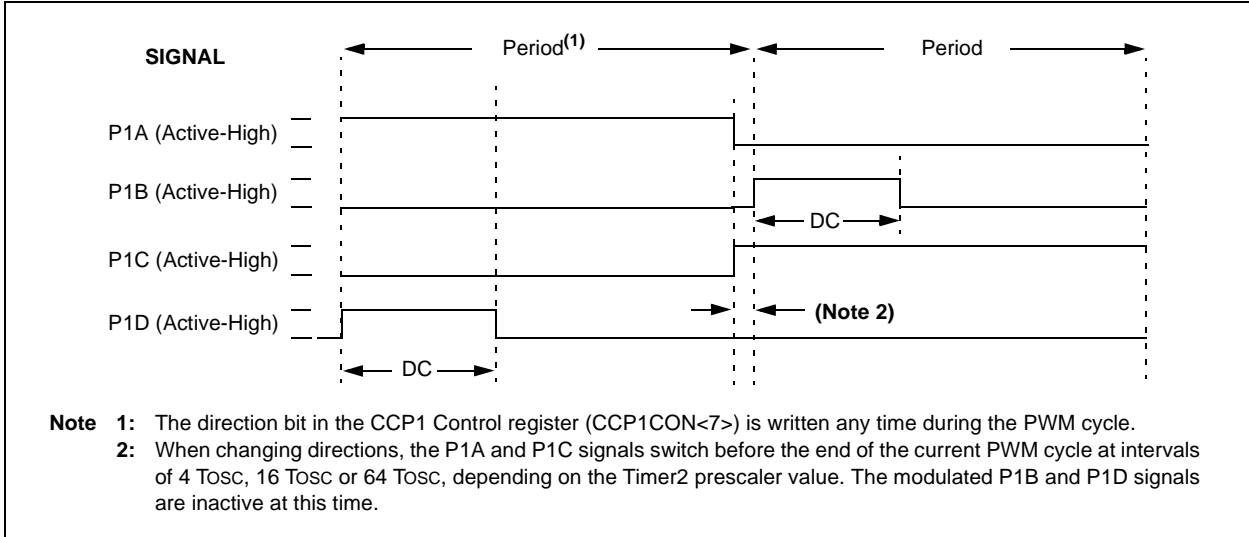 SIGNAL
Period(1)
Period
P1A (Active-High)
P1B (Active-High)
DC
P1C (Active-High)
P1D (Active-High)
(Note 2)
DC
Note 1: The direction bit in the CCP1 Control register (CCP1CON<7>) is written any time during the PWM cycle.
2: When changing directions, the P1A and P1C signals switch before the end of the current PWM cycle at intervals
of 4 TOSC, 16 TOSC or 64 TOSC, depending on the Timer2 prescaler value. The modulated P1B and P1D signals
are inactive at this time.